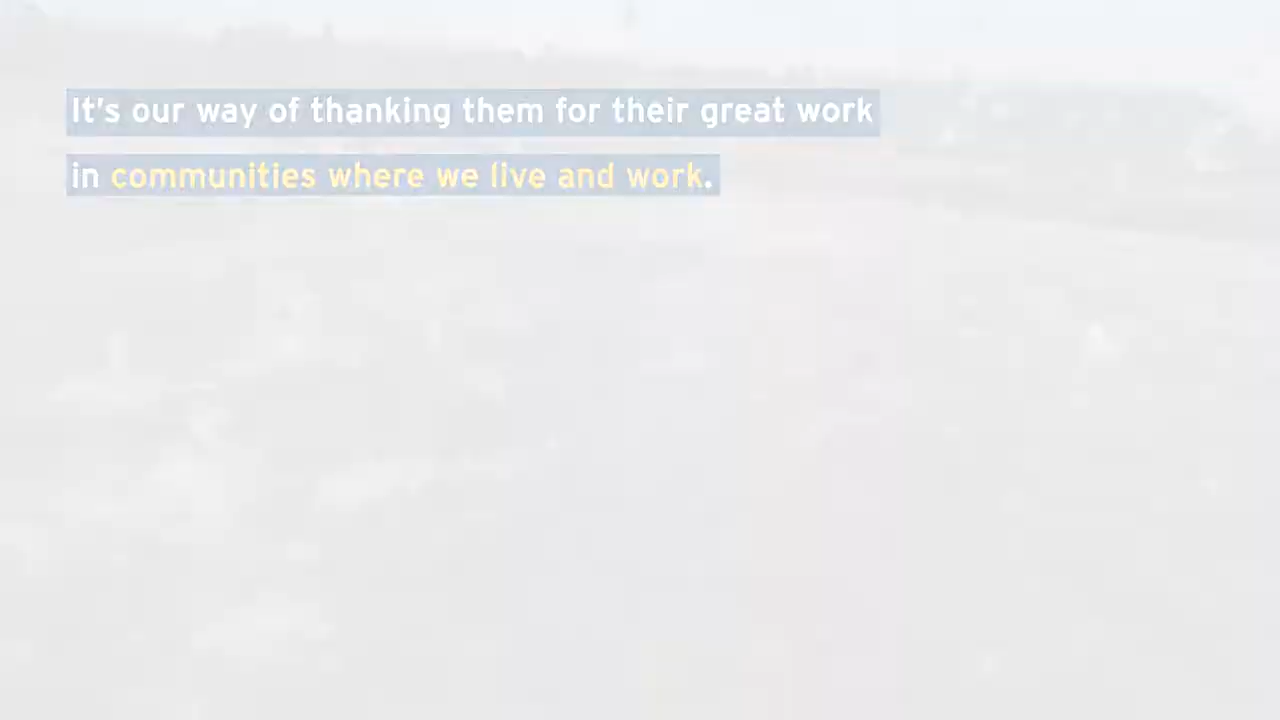 It's our way of thanking them for their great work
in communities where we live and work.